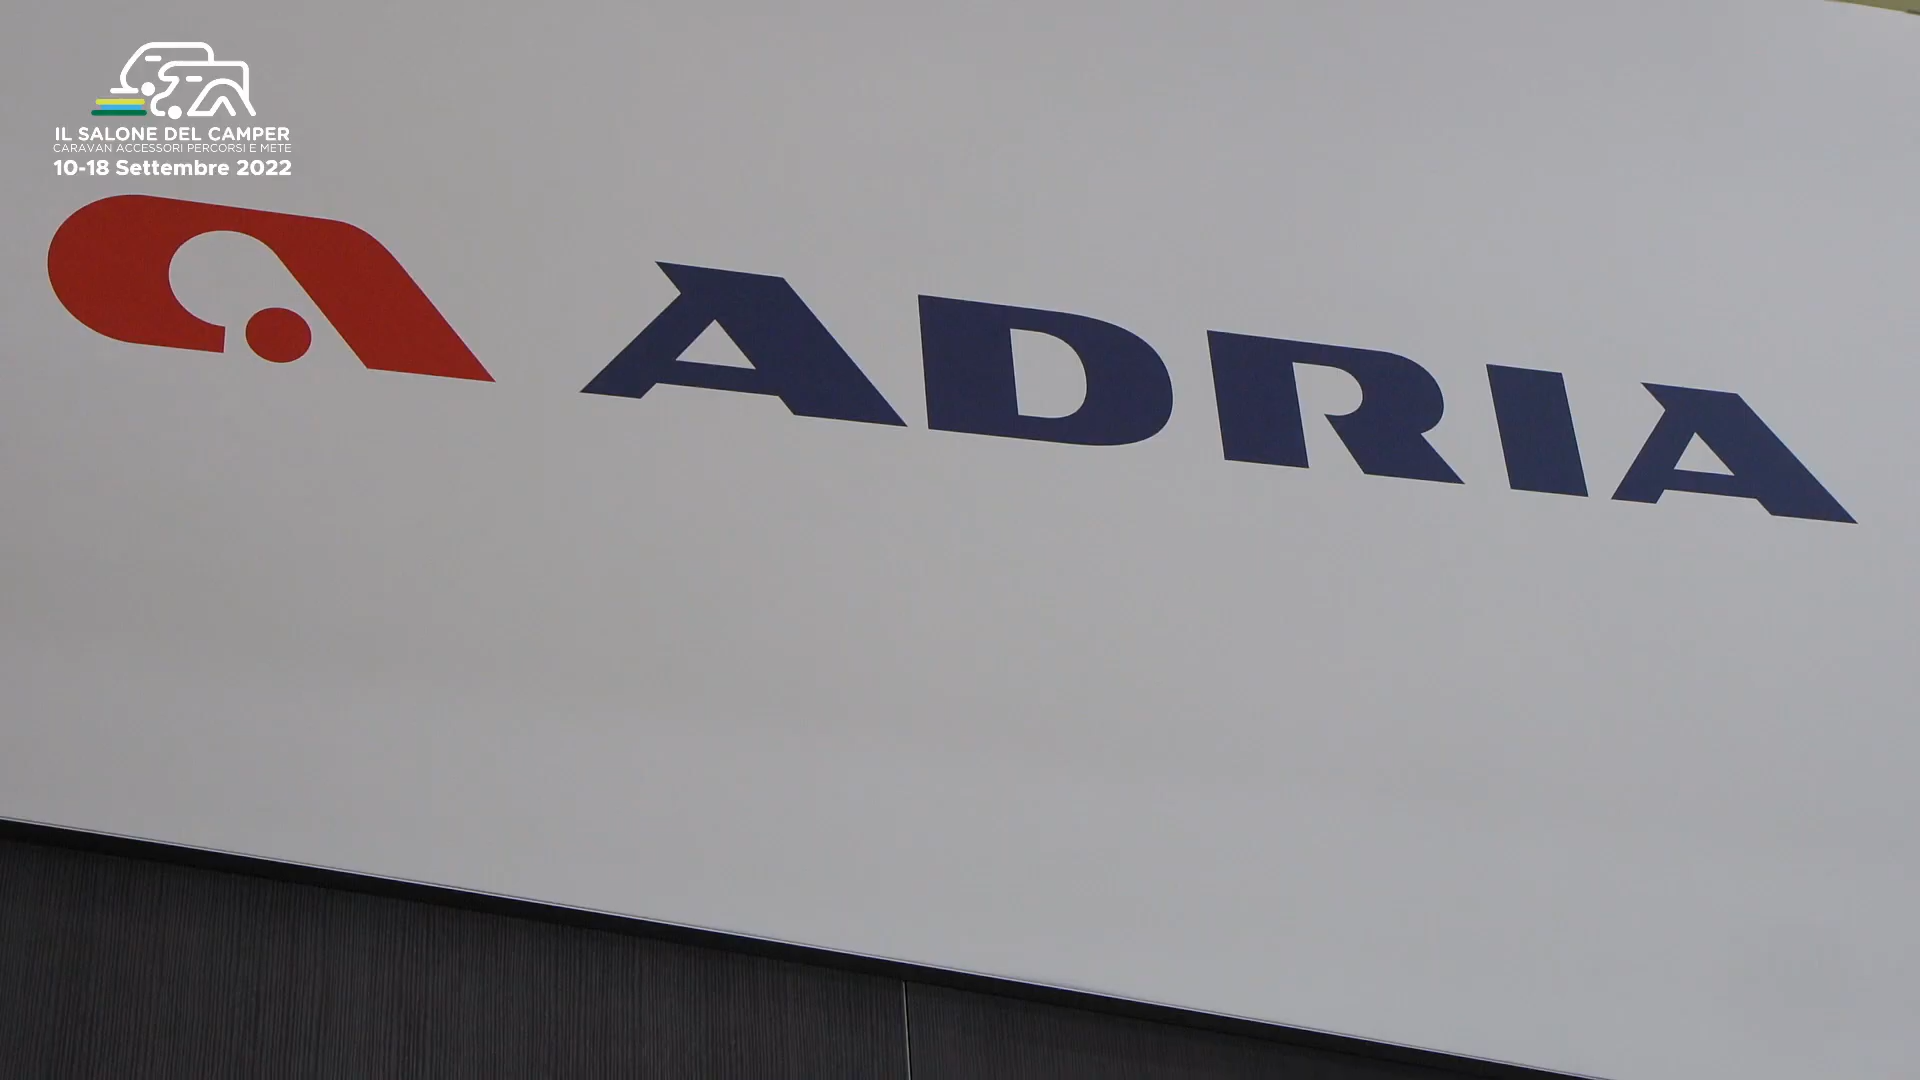 IL SALONE DEL CAMPER
CARAVAN ACCESSORI PERCORSI E METE
10-18 Settembre 2022
ADRIA